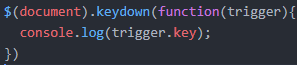 $(document).keydown(function(trigger){
  console.log(trigger.key);
})